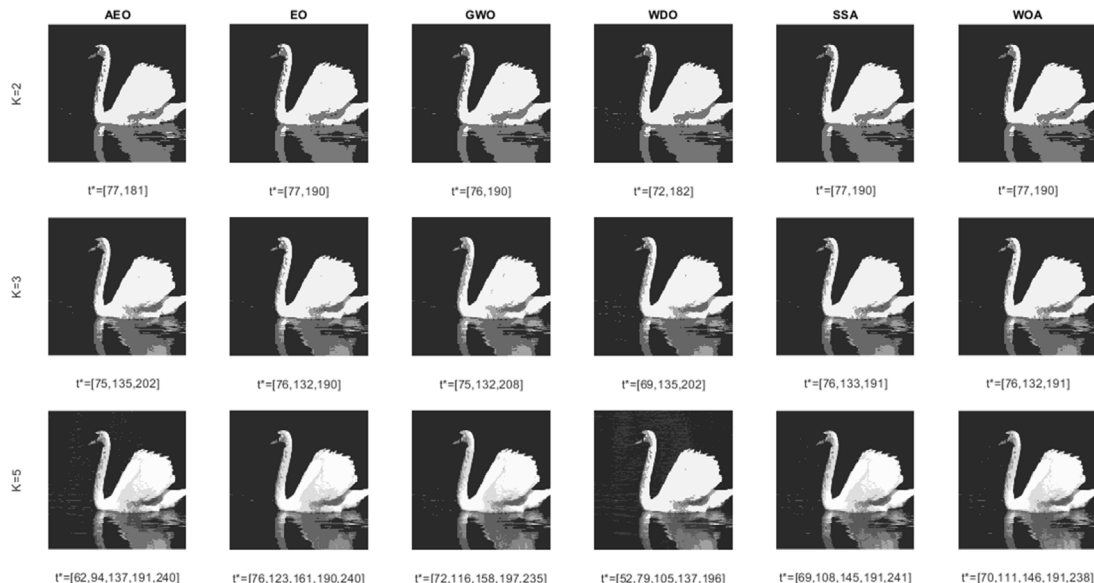 AEO EO GWO WDO SSA WOA
K=2
t*=[77,181] t*=[77,190] t*=[76,190] t*=[72,182] t*=[77,190] t*=[77,190]
K=3
t*=[75,135,202] t*=[76,132,190] t*=[75,132,208] t*=[69,135,202] t*=[76,133,191] t*=[76,132,191]
K=5
t*=[62,94,137,191,240] t*=[76,123,161,190,240] t*=[72,116,158,197,235] t*=[52,79,105,137,196] t*=[69,108,145,191,241] t*=[70,111,146,191,238]